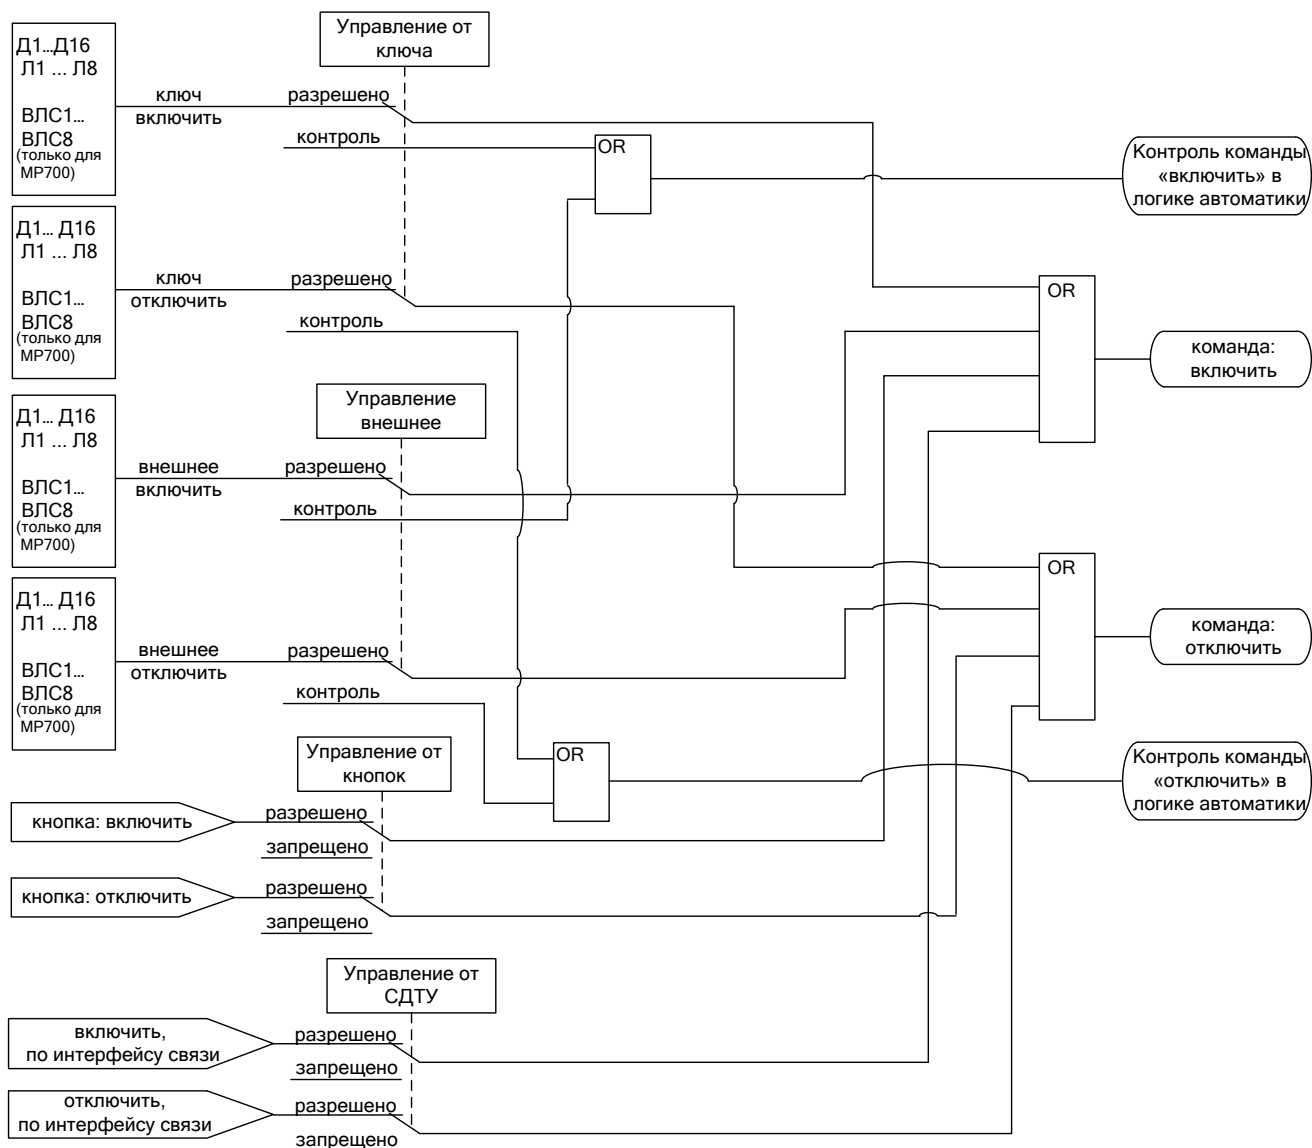 Управление от
ключа
Д1...Д16
Л1 ... Л8
ВЛС1...
ВЛС8
(только для
МР700)
ключ
включить
разрешено
контроль
OR
Контроль команды
«включить» в
логике автоматики
Д1... Д16
Л1 ... Л8
ВЛС1...
ВЛС8
(только для
МР700)
ключ
отключить
разрешено
контроль
OR
команда:
включить
Управление
внешнее
Д1... Д16
Л1 ... Л8
ВЛС1...
ВЛС8
(только для
МР700)
внешнее
включить
разрешено
контроль
OR
команда:
отключить
Д1... Д16
Л1 ... Л8
ВЛС1...
ВЛС8
(только для
МР700)
внешнее
отключить
разрешено
контроль
OR
Контроль команды
«отключить» в
логике автоматики
Управление от
кнопок
кнопка: включить
разрешено
запрещено
кнопка: отключить
разрешено
запрещено
Управление от
СДТУ
включить,
по интерфейсу связи
разрешено
запрещено
отключить,
по интерфейсу связи
разрешено
запрещено